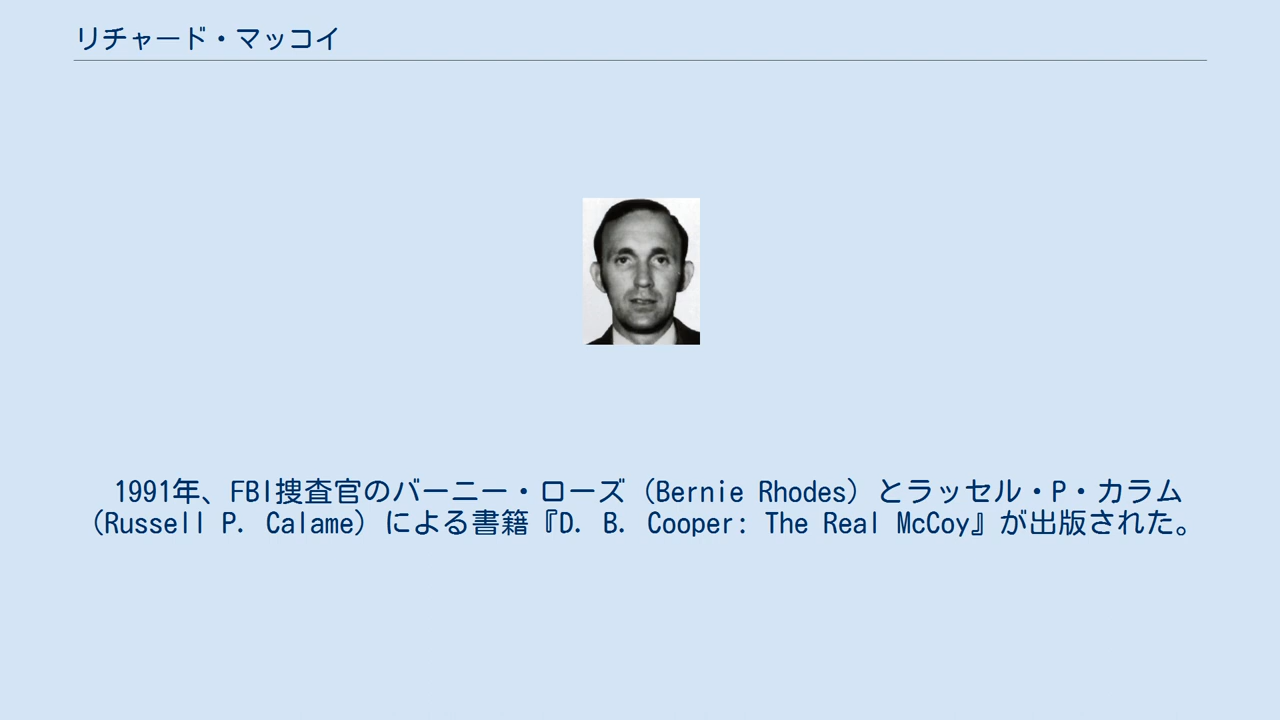 リチャード・マッコイ
1991年、FBI捜査官のバーニー・ローズ（Bernie Rhodes）とラッセル・P・カラム
（Russell P. Calame）による書籍『D. B. Cooper: The Real McCoy』が出版された。